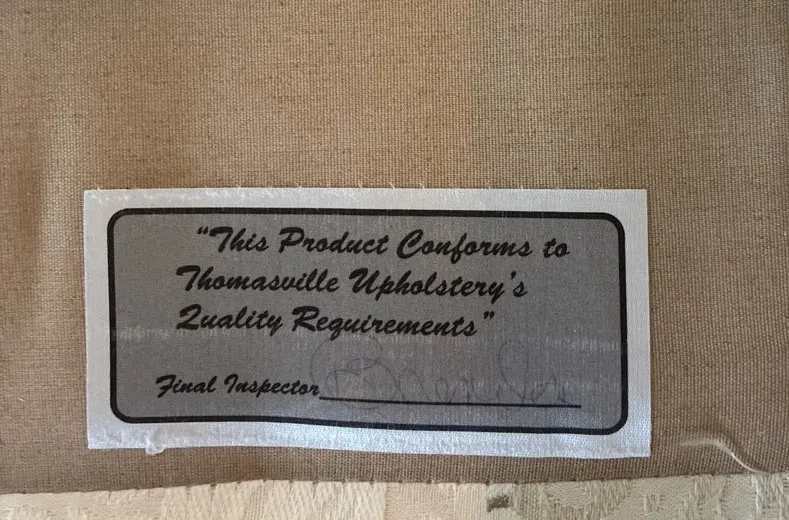 “This Product Conforms to
Thomasville Upholstery's
Quality Requirements”
Final Inspector